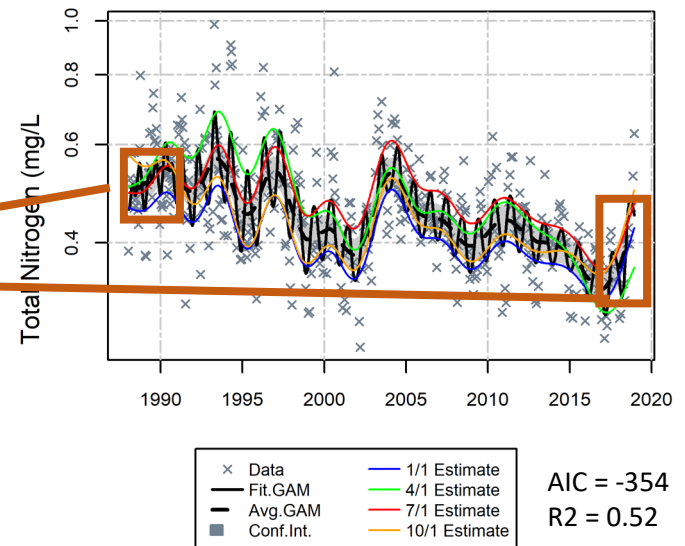 Total Nitrogem (mg/L
1.0
0.8
0.6
0.4
1990 1995 2000 2005 2010 2015 2020
Data
Fit.GAM
Avg.GAM
Conf.Int.
1/1 Estimate
4/1 Estimate
7/1 Estimate
10/1 Estimate
AIC = -354
R2 = 0.52